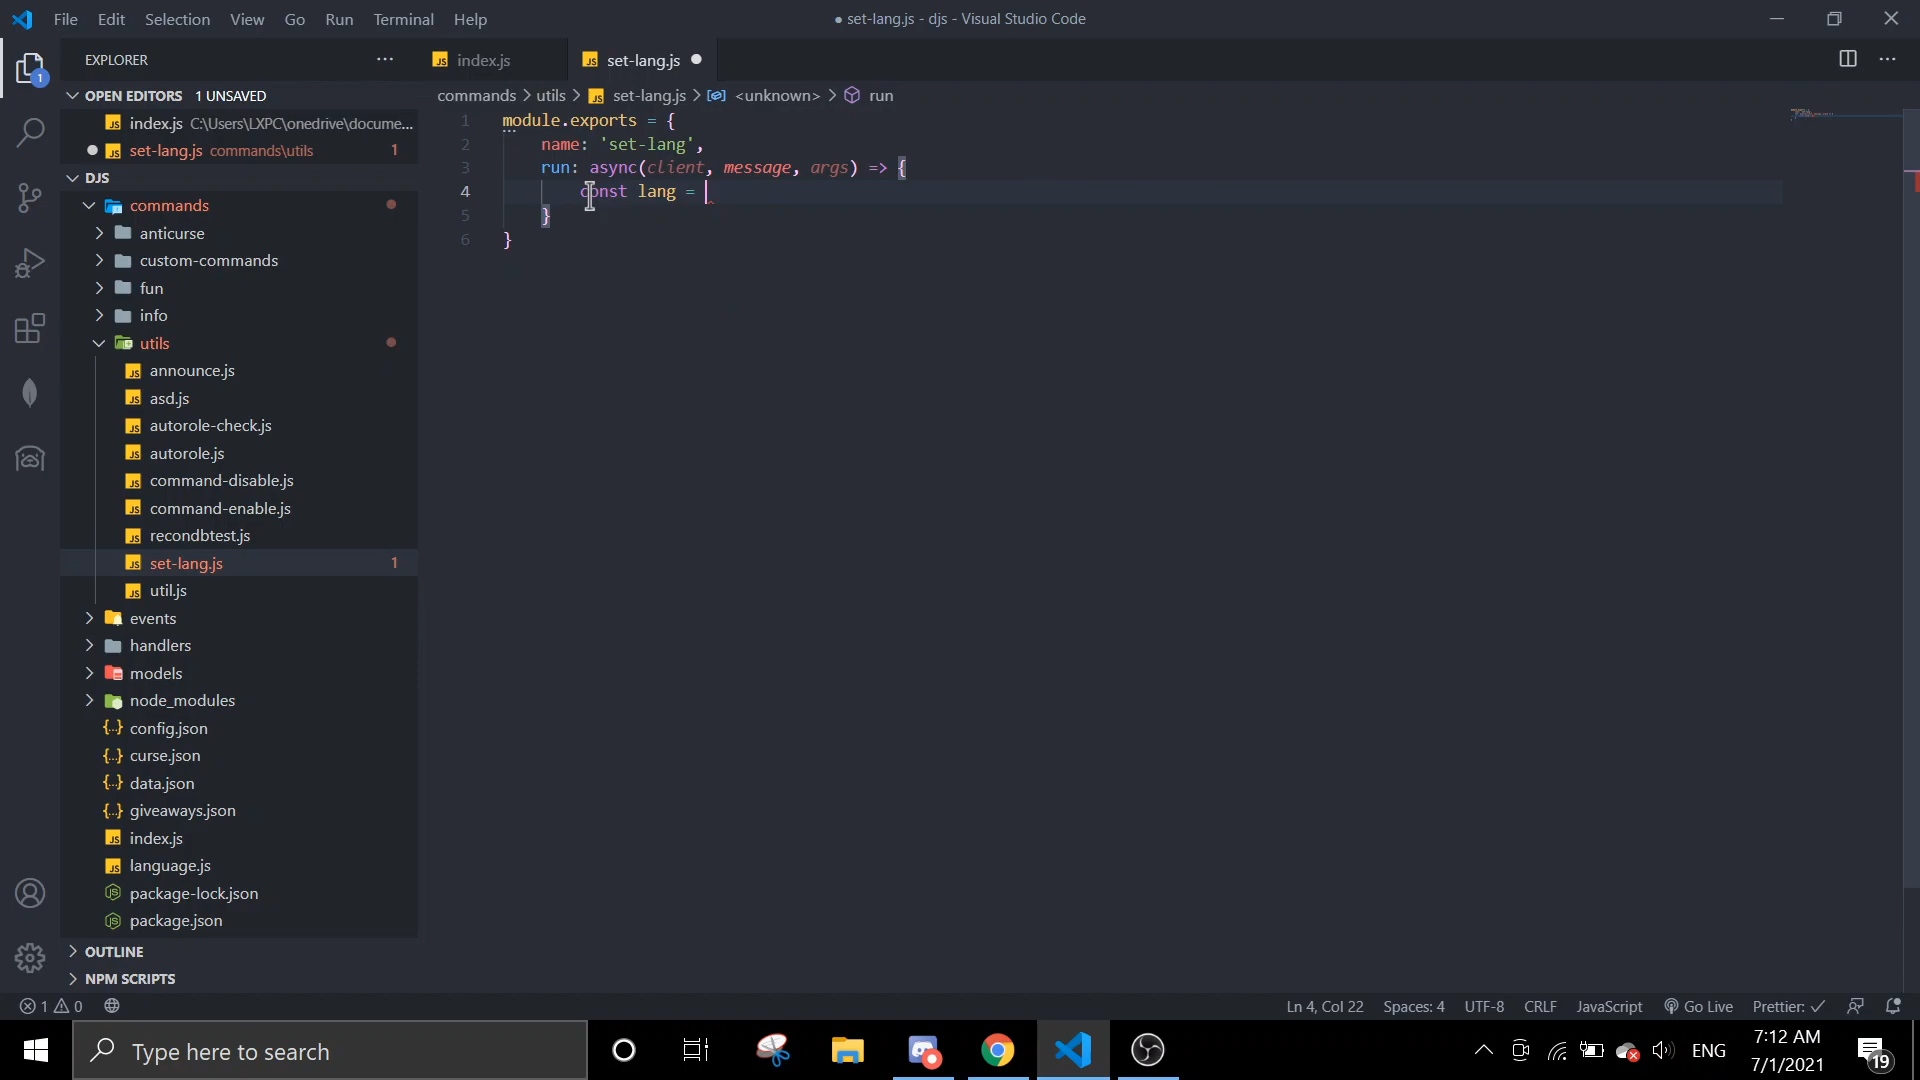 File Edit Selection View Go Run Terminal Help
● set-lang.js - djs - Visual Studio Code
EXPLORER
index.js
set-lang.js
OPEN EDITORS 1 UNSAVED
index.js C:\Users\LXPC\onedrive\docume...
set-lang.js commands\utils 1
DJS
commands
anticurse
custom-commands
fun
info
utils
announce.js
asd.js
autorole-check.js
autorole.js
command-disable.js
command-enable.js
recondbtest.js
set-lang.js 1
util.js
events
handlers
models
node_modules
config.json
curse.json
data.json
giveaways.json
index.js
language.js
package-lock.json
package.json
OUTLINE
NPM SCRIPTS
commands > utils > set-lang.js > <unknown> > run
1 module.exports = {
2 name: 'set-lang',
3 run: async(client, message, args) => {
4 const lang =
5 }
6 }
1 0
Ln 4, Col 22 Spaces: 4 UTF-8 CRLF JavaScript Go Live Prettier: ✓
Type here to search
ENG
7:12 AM
7/1/2021
19